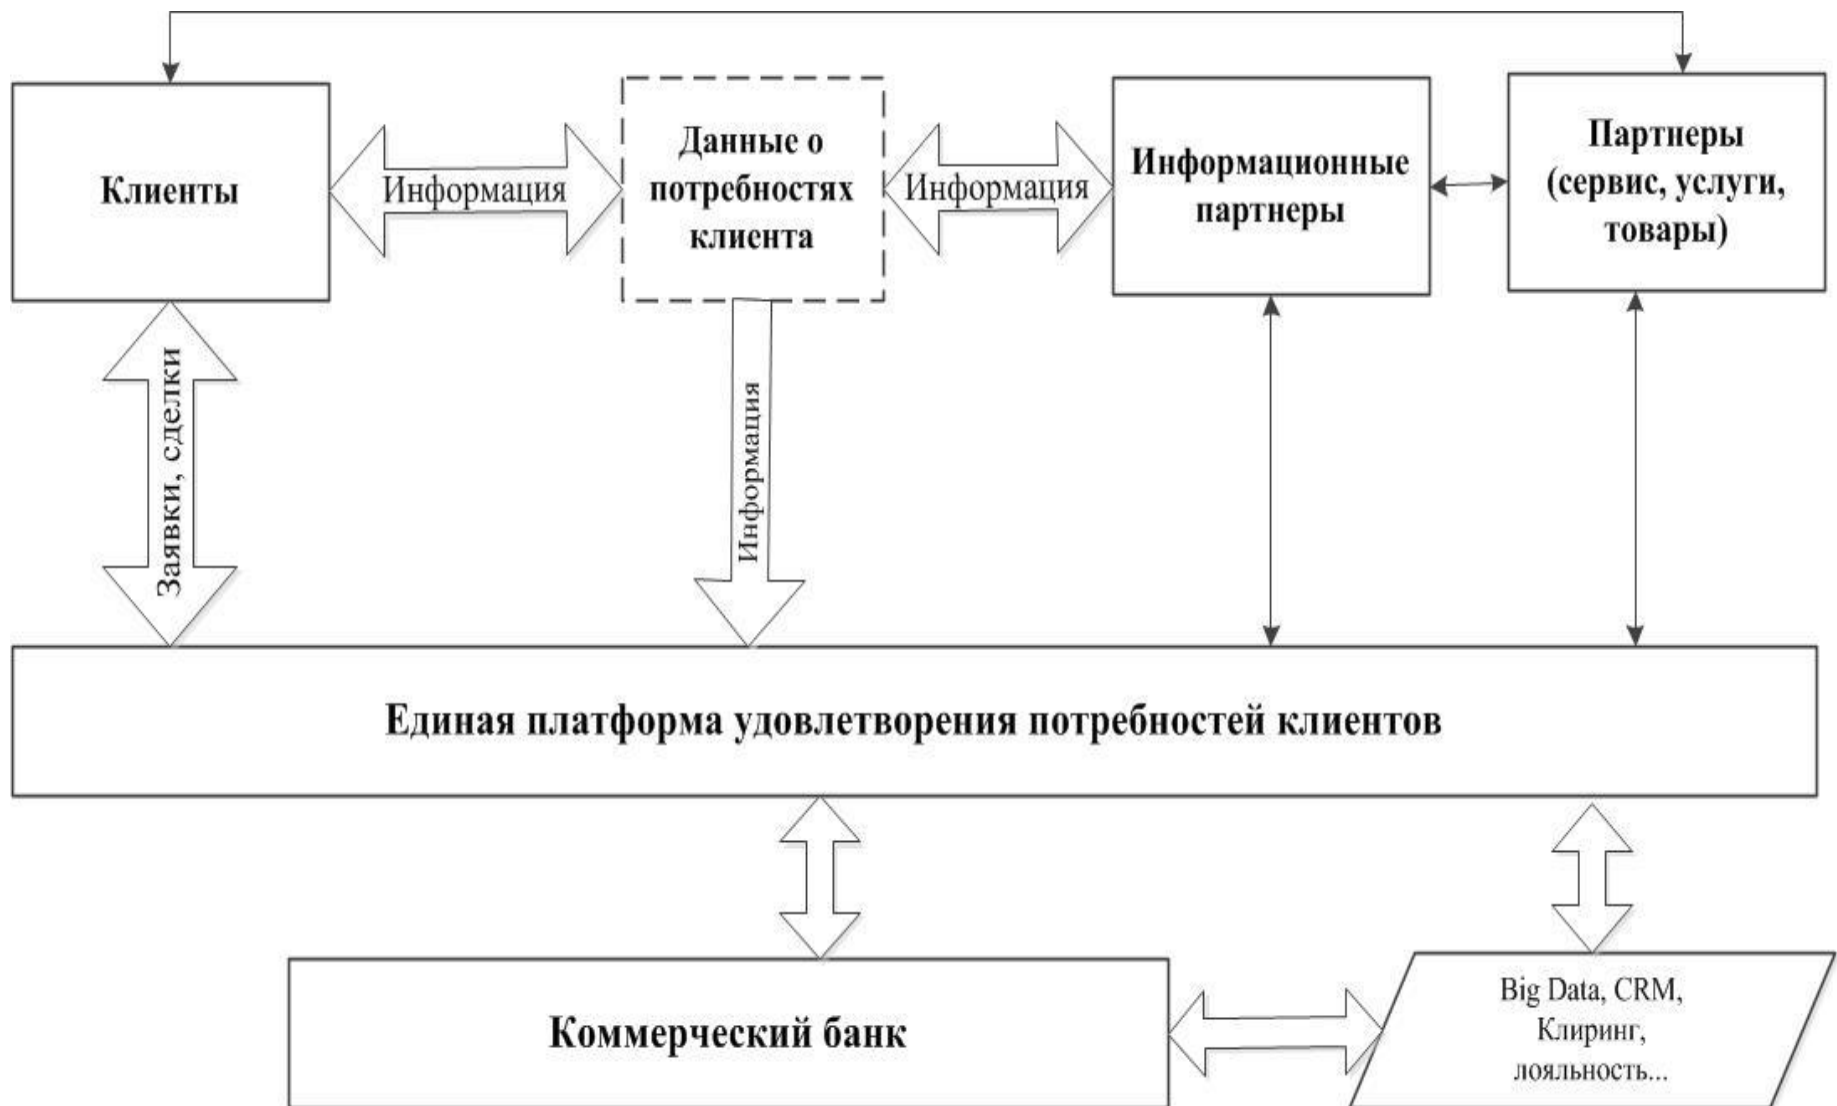 Клиенты
Информация
Данные о
потребностях
клиента
Информация
Информационные
партнеры
Партнеры
(сервис, услуги,
товары)
Заявки, сделки
Информация
Единая платформа удовлетворения потребностей клиентов
Коммерческий банк
Big Data, CRM,
Клиринг,
лояльность...